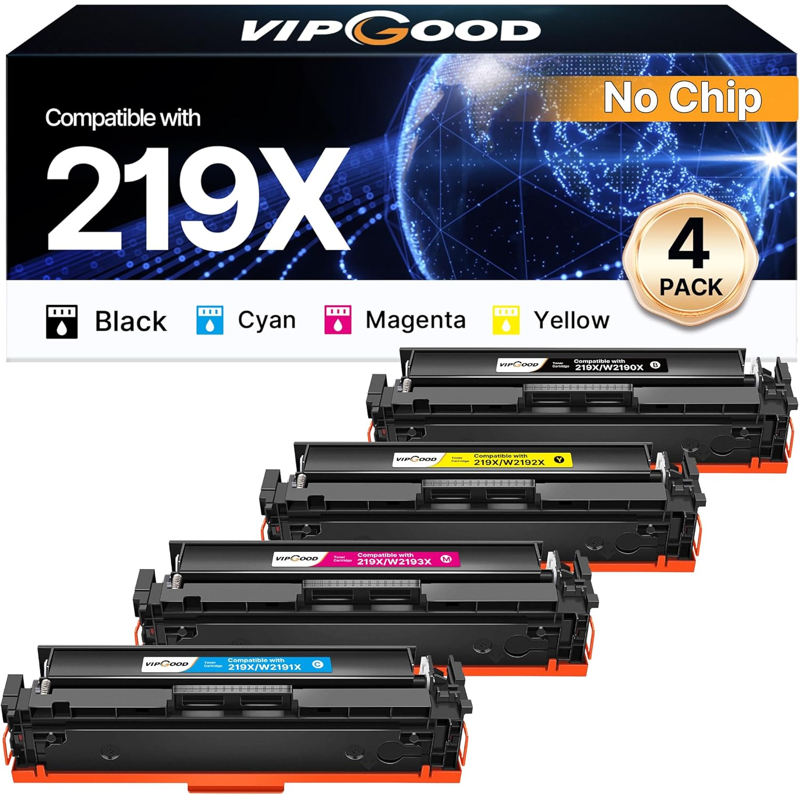 VIPGOOD
No Chip
Compatible with
219X
4
PACK
Black
Cyan
Magenta
Yellow
VIPGOOD
Toner
Cartridge
Compatible with
219X/W2190X
B
VIPGOOD
Toner
Cartridge
Compatible with
219X/W2192X
Y
VIPGOOD
Toner
Cartridge
Compatible with
219X/W2193X
M
VIPGOOD
Toner
Cartridge
Compatible with
219X/W2191X
C